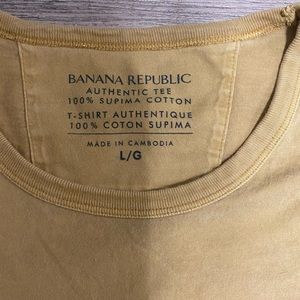 BANANA REPUBLIC
AUTHENTIC TEE
100% SUPIMA COTTON
T-SHIRT AUTHENTIQUE
100% COTON SUPIMA
MADE IN CAMBODIA
L/G